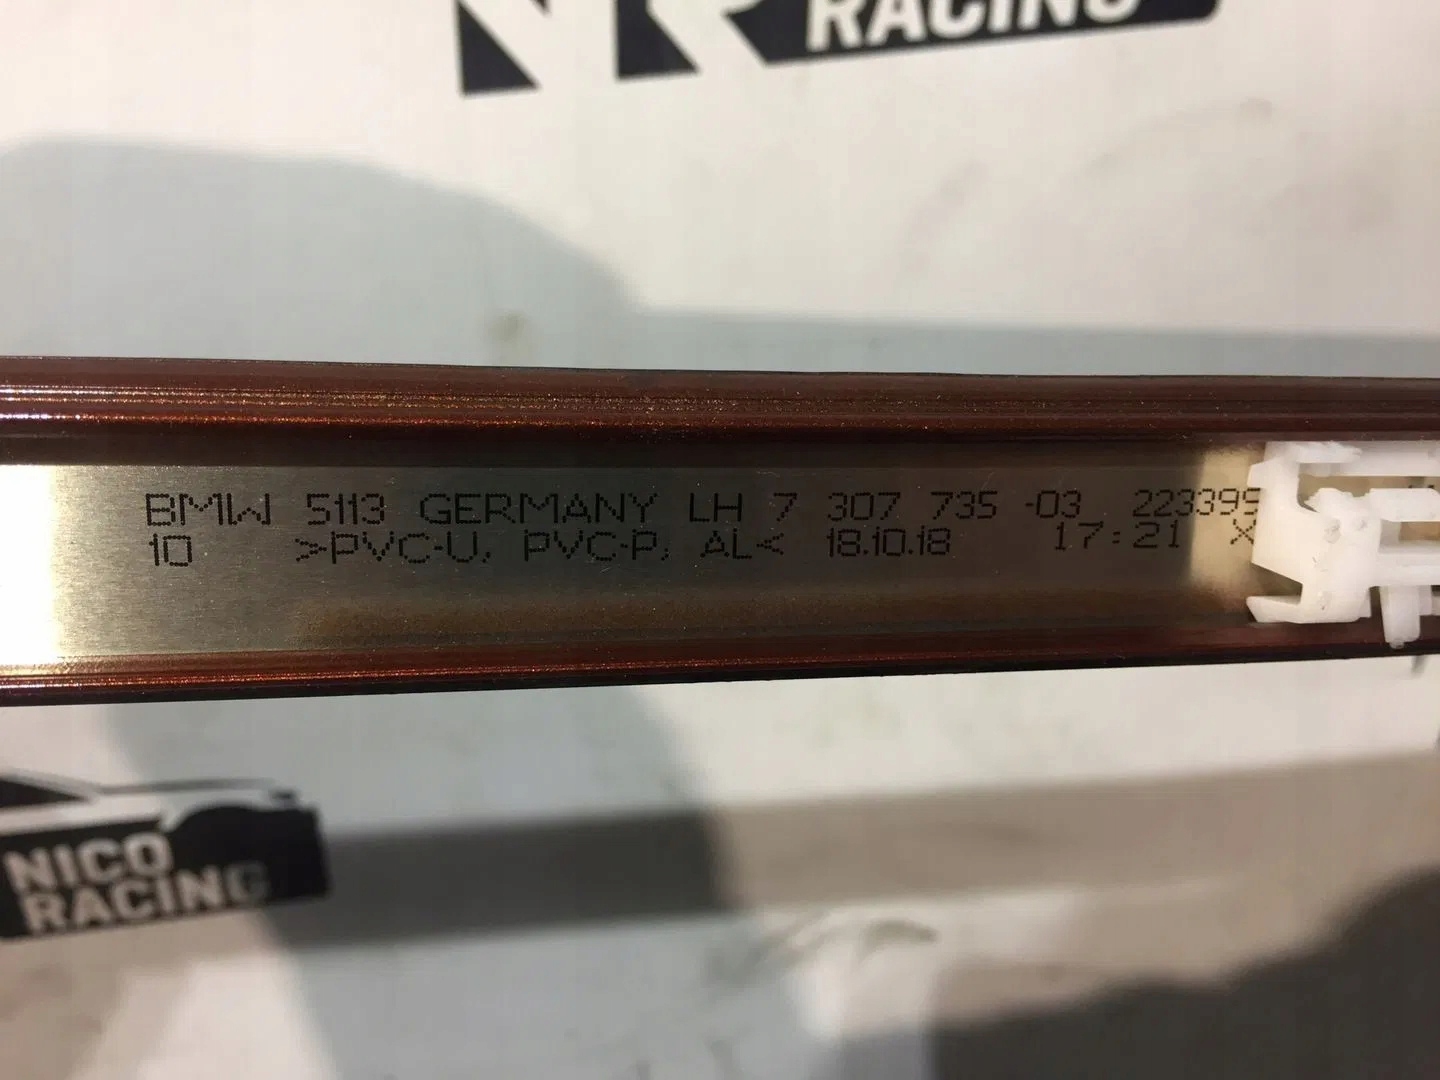 RACING
BMW 5113 GERMANY LH 7 307 735 -03 223399
10 >PVC-U, PVC-P, AL< 18.10.18 17:21 X
NICO
RACING